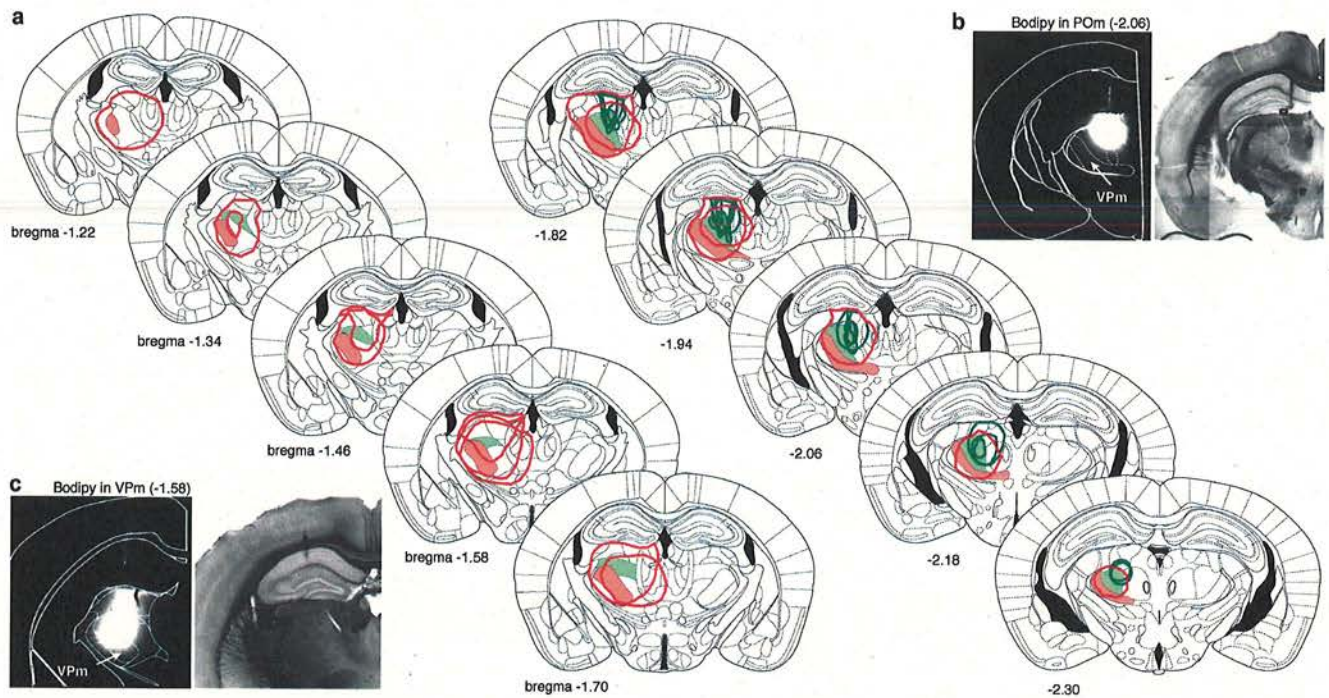 a
bregma -1.22
bregma -1.34
bregma -1.46
bregma -1.58
bregma -1.70
-1.82
-1.94
-2.06
-2.18
-2.30
b
Bodipy in POm (-2.06)
VPm
c
Bodipy in VPm (-1.58)
VPm